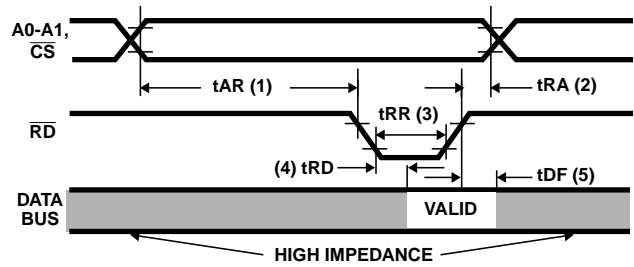 A0-A1,
CS
tAR (1)
tRA (2)
tRR (3)
RD
(4) tRD
tDF (5)
DATA
BUS
VALID
HIGH IMPEDANCE